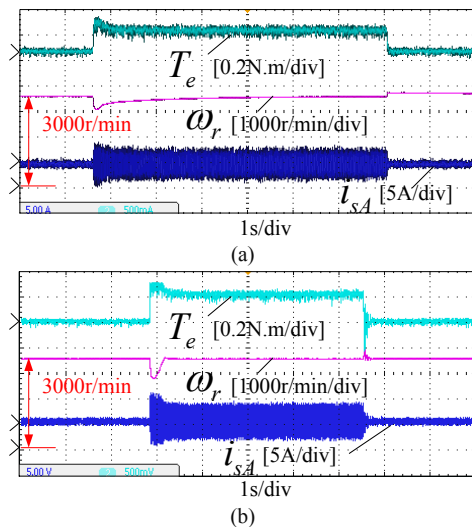 Te [0.2N.m/div]
3000r/min
ωr [1000r/min/div]
isA [5A/div]
5.00 A
500mA
1s/div
(a)
Te [0.2N.m/div]
3000r/min
ωr [1000r/min/div]
isA [5A/div]
5.00 V
500mV
1s/div
(b)